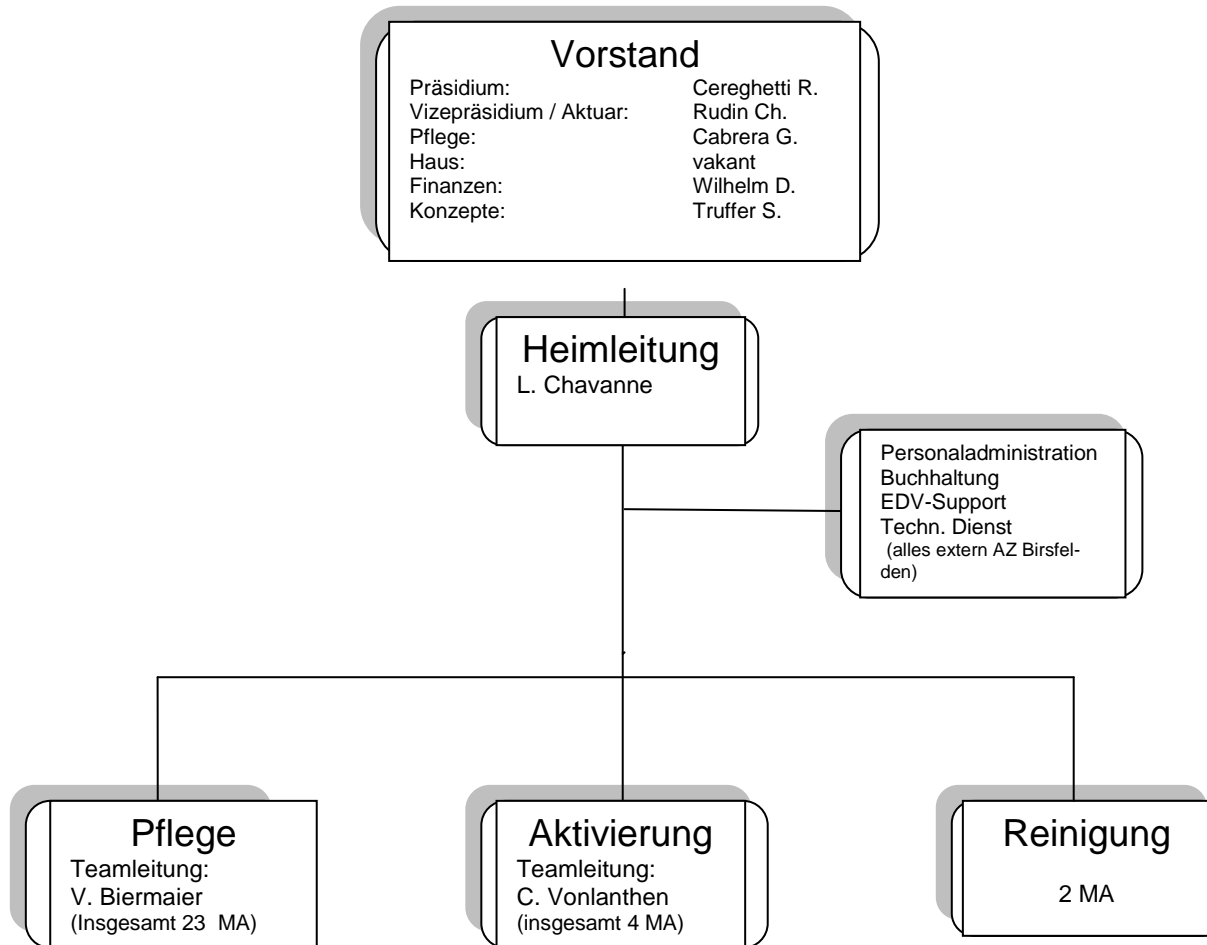 Vorstand
Präsidium: Cereghetti R.
Vizepräsidium / Aktuar: Rudin Ch.
Pflege: Cabrera G.
Haus: vakant
Finanzen: Wilhelm D.
Konzepte: Truffer S.
Heimleitung
L. Chavanne
Personaladministration
Buchhaltung
EDV-Support
Techn. Dienst
(alles extern AZ Birsfel-
den)
Pflege
Teamleitung:
V. Biermaier
(Insgesamt 23 MA)
Aktivierung
Teamleitung:
C. Vonlanthen
(insgesamt 4 MA)
Reinigung
2 MA